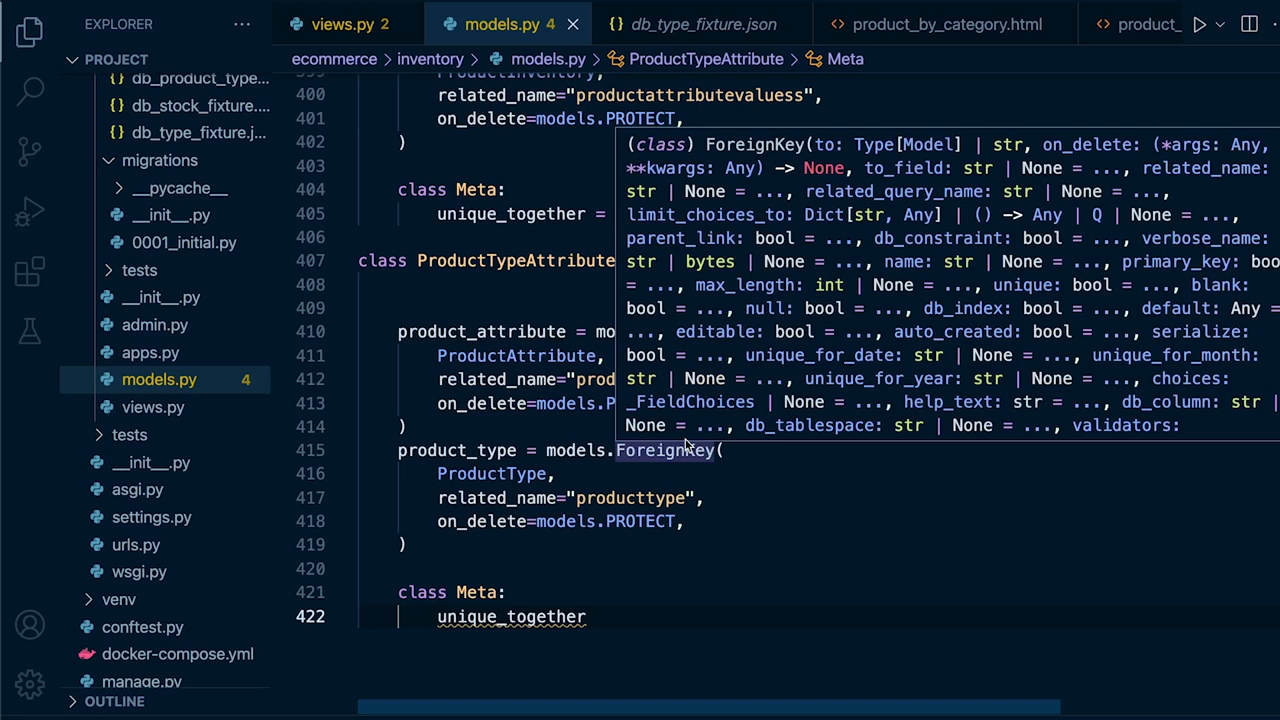 EXPLORER ...
views.py 2
models.py 4
db_type_fixture.json
product_by_category.html
product_
PROJECT
db_product_type...
db_stock_fixture....
db_type_fixture.j...
migrations
__pycache__
__init__.py
0001_initial.py
tests
__init__.py
admin.py
apps.py
models.py 4
views.py
tests
__init__.py
asgi.py
settings.py
urls.py
wsgi.py
venv
conftest.py
docker-compose.yml
manage.py
OUTLINE
ecommerce > inventory > models.py > ProductTypeAttribute > Meta
399 ProductInventory,
400 related_name="productattributevaluess",
401 on_delete=models.PROTECT,
402 )
403
404 class Meta:
405 unique_together =
406
407 class ProductTypeAttribute
408
409
410 product_attribute = mo
411 ProductAttribute,
412 related_name="prod
413 on_delete=models.P
414 )
415 product_type = models.ForeignKey(
416 ProductType,
417 related_name="producttype",
418 on_delete=models.PROTECT,
419 )
420
421 class Meta:
422 unique_together
(class) ForeignKey(to: Type[Model] | str, on_delete: (*args: Any,
**kwargs: Any) -> None, to_field: str | None = ..., related_name:
str | None = ..., related_query_name: str | None = ...,
limit_choices_to: Dict[str, Any] | () -> Any | Q | None = ...,
parent_link: bool = ..., db_constraint: bool = ..., verbose_name:
str | bytes | None = ..., name: str | None = ..., primary_key: boo
= ..., max_length: int | None = ..., unique: bool = ..., blank:
bool = ..., null: bool = ..., db_index: bool = ..., default: Any =
..., editable: bool = ..., auto_created: bool = ..., serialize:
bool = ..., unique_for_date: str | None = ..., unique_for_month:
str | None = ..., unique_for_year: str | None = ..., choices:
_FieldChoices | None = ..., help_text: str = ..., db_column: str |
None = ..., db_tablespace: str | None = ..., validators: